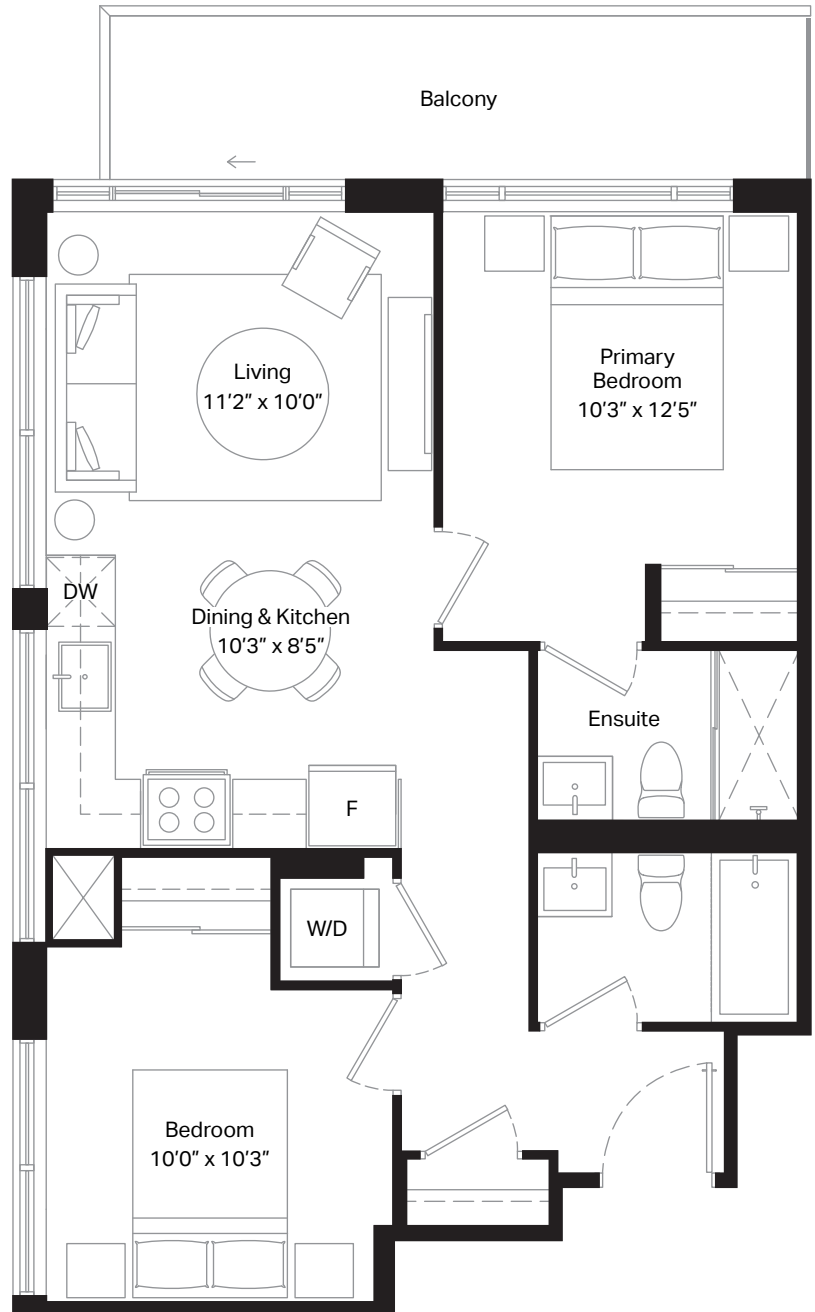 Balcony
Living
11’2” x 10’0”
Primary
Bedroom
10’3” x 12’5”
DW
Dining & Kitchen
10’3” x 8’5”
Ensuite
F
W/D
Bedroom
10’0” x 10’3”